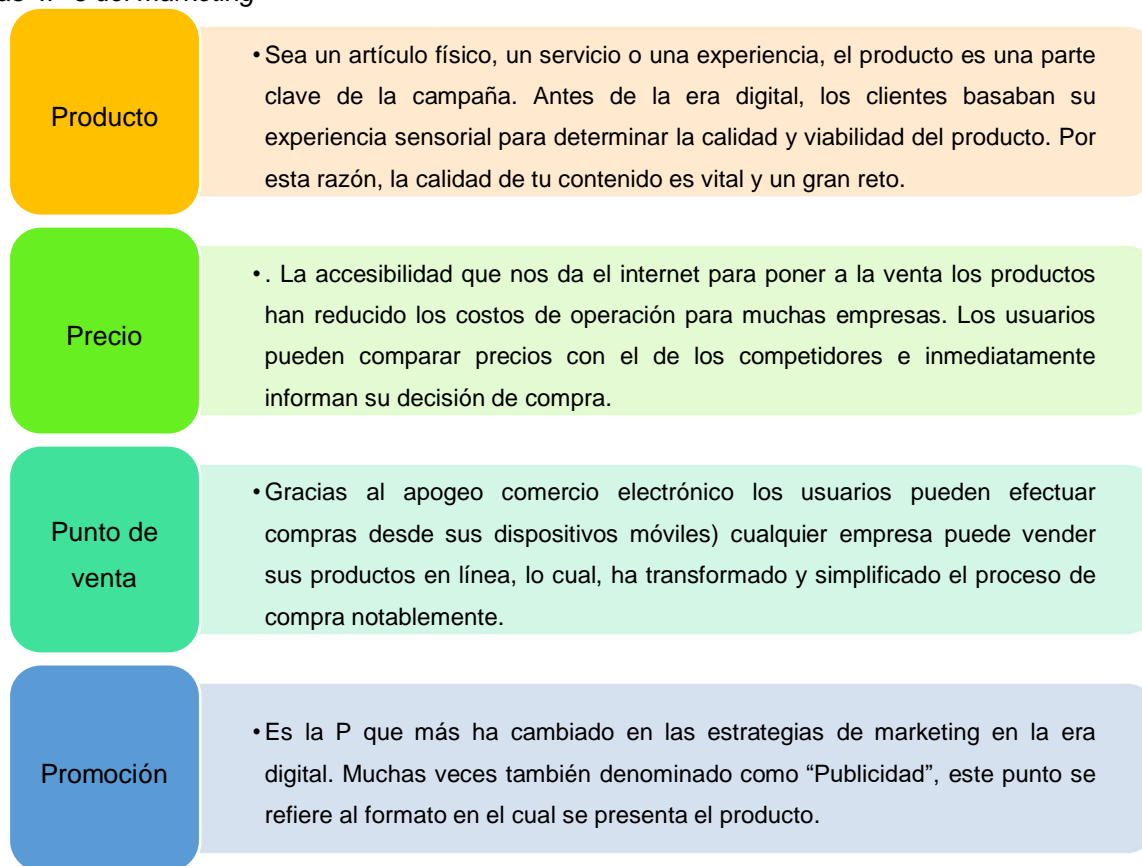 del marketing
Producto
•Sea un artículo físico, un servicio o una experiencia, el producto es una parte
clave de la campaña. Antes de la era digital, los clientes basaban su
experiencia sensorial para determinar la calidad y viabilidad del producto. Por
esta razón, la calidad de tu contenido es vital y un gran reto.
Precio
•. La accesibilidad que nos da el internet para poner a la venta los productos
han reducido los costos de operación para muchas empresas. Los usuarios
pueden comparar precios con el de los competidores e inmediatamente
informan su decisión de compra.
Punto de
venta
•Gracias al apogeo comercio electrónico los usuarios pueden efectuar
compras desde sus dispositivos móviles) cualquier empresa puede vender
sus productos en línea, lo cual, ha transformado y simplificado el proceso de
compra notablemente.
Promoción
•Es la P que más ha cambiado en las estrategias de marketing en la era
digital. Muchas veces también denominado como “Publicidad”, este punto se
refiere al formato en el cual se presenta el producto.